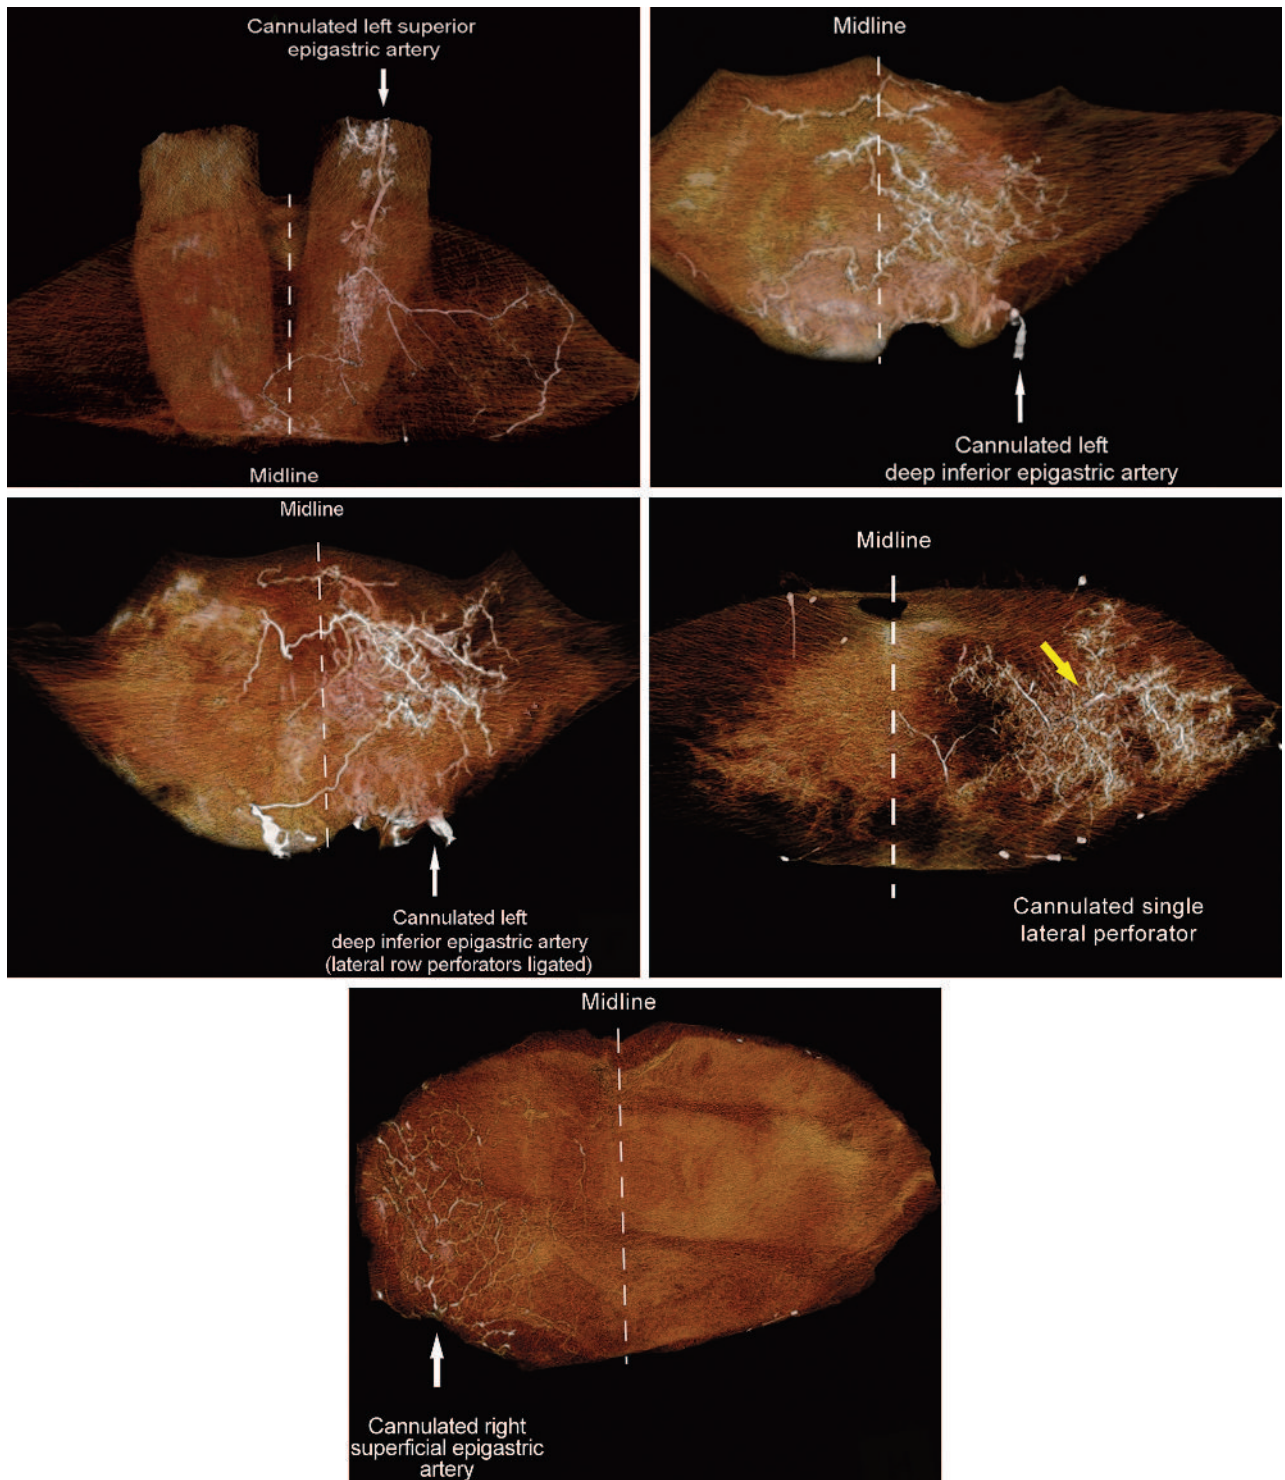 Cannulated left superior
epigastric artery
Midline
Midline
Cannulated left
deep inferior epigastric artery
Midline
Cannulated left
deep inferior epigastric artery
(lateral row perforators ligated)
Midline
Cannulated single
lateral perforator
Midline
Cannulated right
superficial epigastric
artery